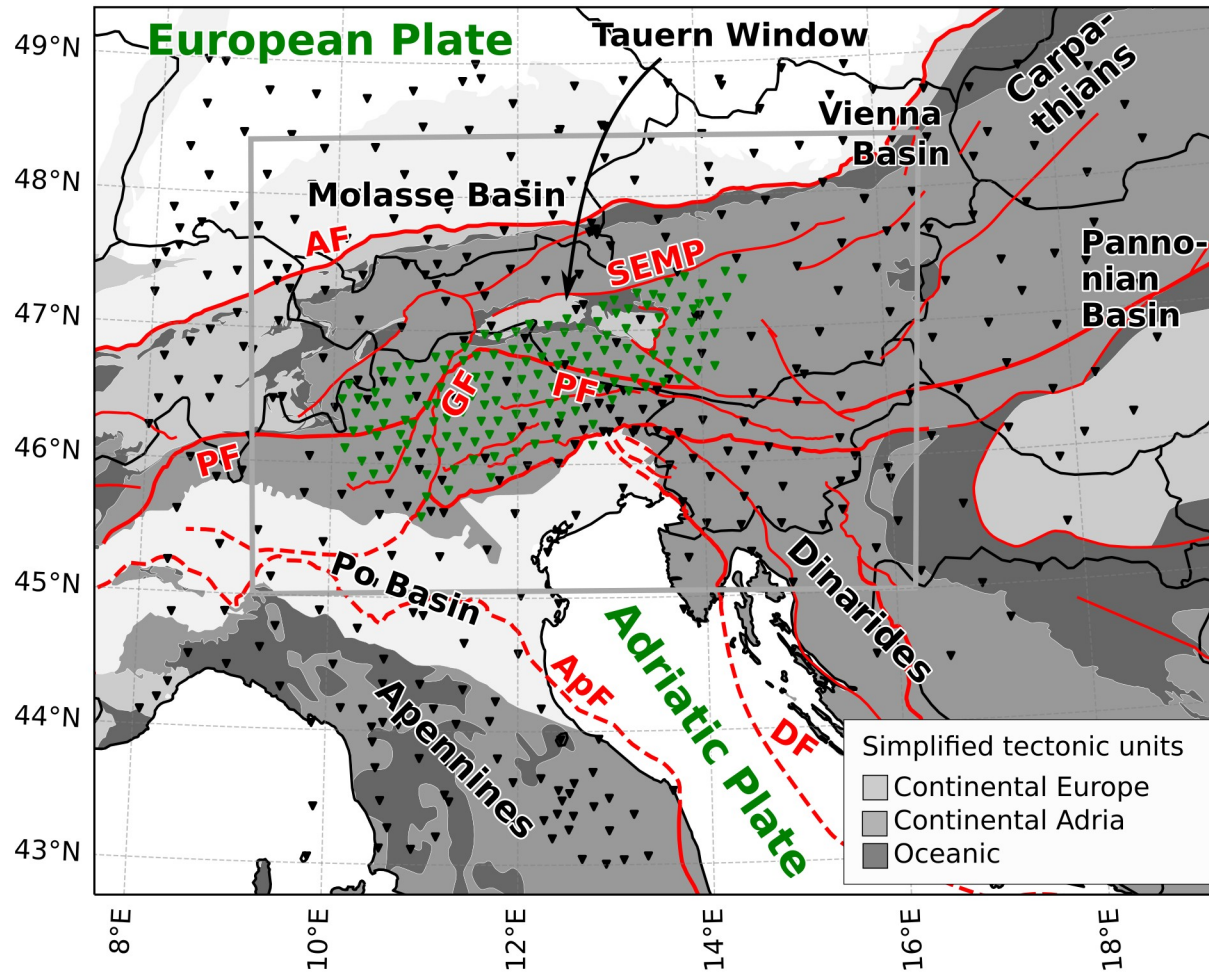 European Plate
Tauern Window
Carpa-
thians
Vienna
Basin
Molasse Basin
AF
SEMP
Panno-
nian
Basin
GF
PF
PF
Po Basin
Dinarides
Adriatic Plate
ApF
DF
Apennines
Simplified tectonic units
Continental Europe
Continental Adria
Oceanic
49°N
48°N
47°N
46°N
45°N
44°N
43°N
8°E
10°E
12°E
14°E
16°E
18°E